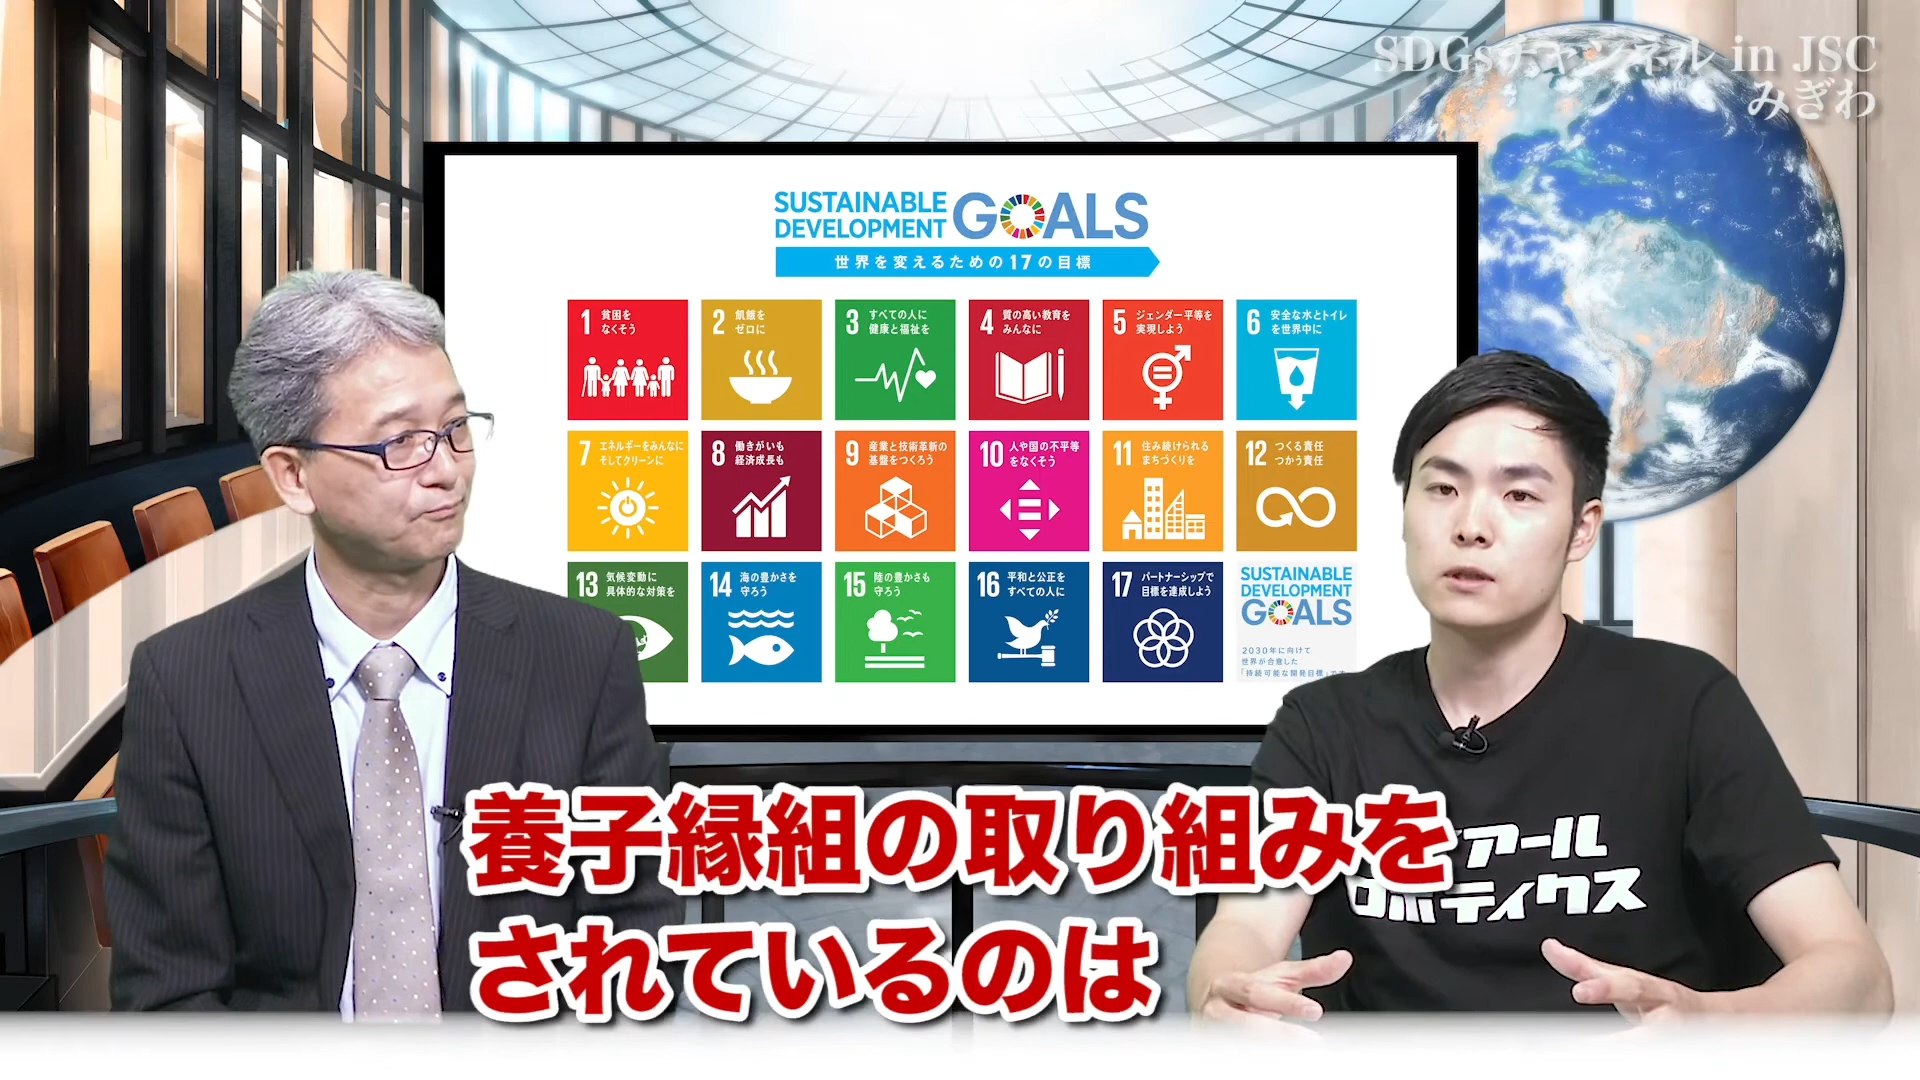 SDGsチャンネル in JSC
みぎわ
SUSTAINABLE
DEVELOPMENT
GOALS
世界を変えるための17の目標
1 貧困を
なくそう
2 飢餓を
ゼロに
3 すべての人に
健康と福祉を
4 質の高い教育を
みんなに
5 ジェンダー平等を
実現しよう
6 安全な水とトイレ
を世界中に
7 エネルギーをみんなに
そしてクリーンに
8 働きがいも
経済成長も
9 産業と技術革新の
基盤をつくろう
10 人や国の不平等
をなくそう
11 住み続けられる
まちづくりを
12 つくる責任
つかう責任
13 気候変動に
具体的な対策を
14 海の豊かさを
守ろう
15 陸の豊かさも
守ろう
16 平和と公正を
すべての人に
17 パートナーシップで
目標を達成しよう
SUSTAINABLE
DEVELOPMENT
GOALS
2030年に向けて
世界が合意した
「持続可能な開発目標」です
アール
ロボティクス
養子縁組の取り組みを
されているのは